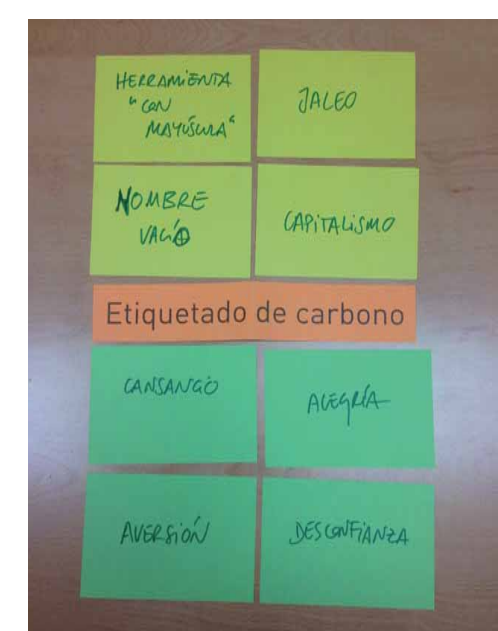 HERRAMIENTA
"CON
MAYÚSCULA"
JALEO
NOMBRE
VACÍO
CAPITALISMO
Etiquetado de carbono
CANSANCIO
ALEGRÍA
AVERSIÓN
DESCONFIANZA